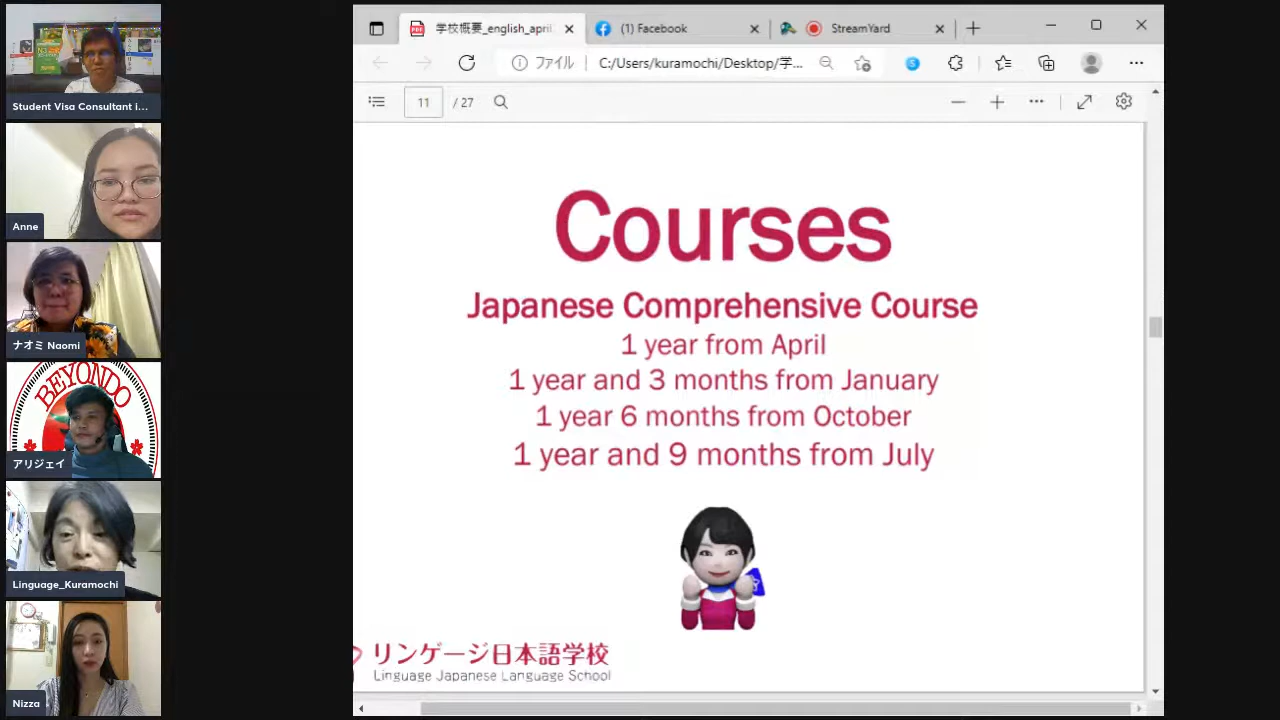 Student Visa Consultant i...
Anne
ナオミ Naomi
BEYONDO
アリジェイ
Linguage_Kuramochi
Nizza
学校概要_english_april
(1) Facebook
StreamYard
ファイル
C:/Users/kuramochi/Desktop/学...
11 / 27
Courses
Japanese Comprehensive Course
1 year from April
1 year and 3 months from January
1 year 6 months from October
1 year and 9 months from July
リンゲージ日本語学校
Linguage Japanese Language School